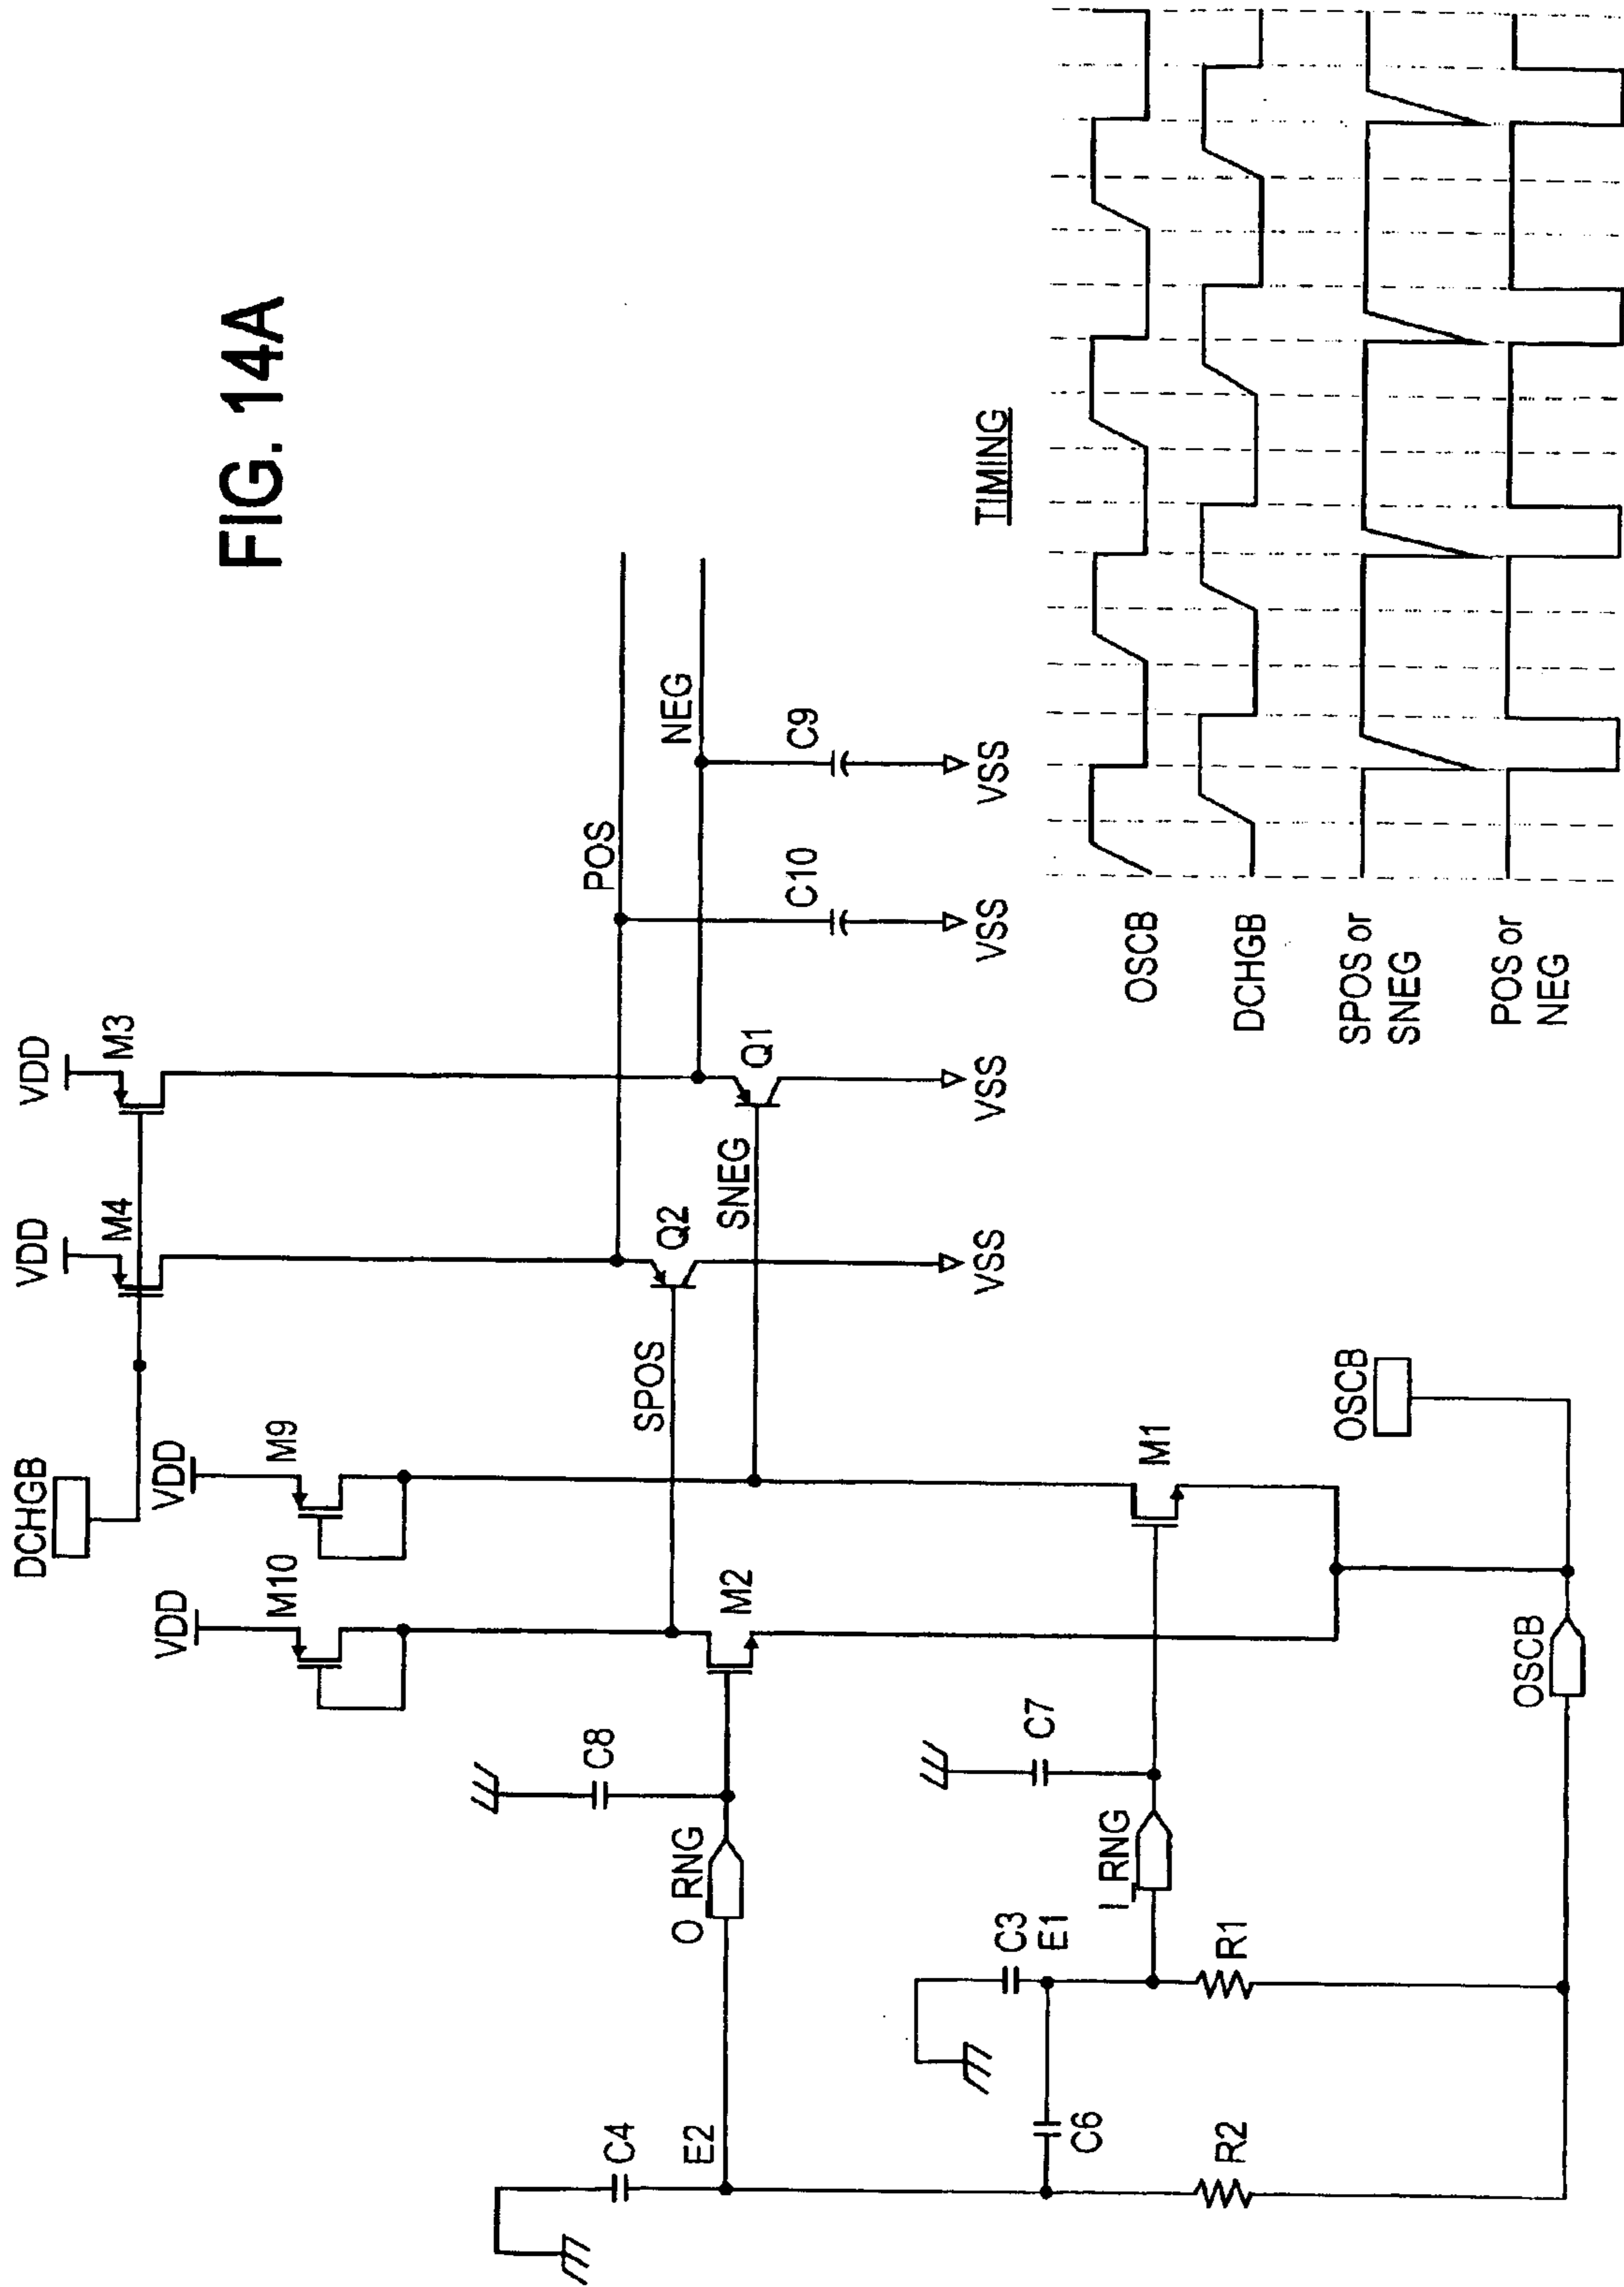 FIG. 14A
DCHGB
VDD
M10
VDD
M9
VDD
M4
VDD
M3
SPOS
Q2
SNEG
Q1
POS
NEG
C10
C9
VSS
VSS
VSS
VSS
C4
E2
O_RNG
C8
M2
C6
C3
E1
I_RNG
C7
M1
R2
R1
OSCB
OSCB
TIMING
OSCB
DCHGB
SPOS or
SNEG
POS or
NEG